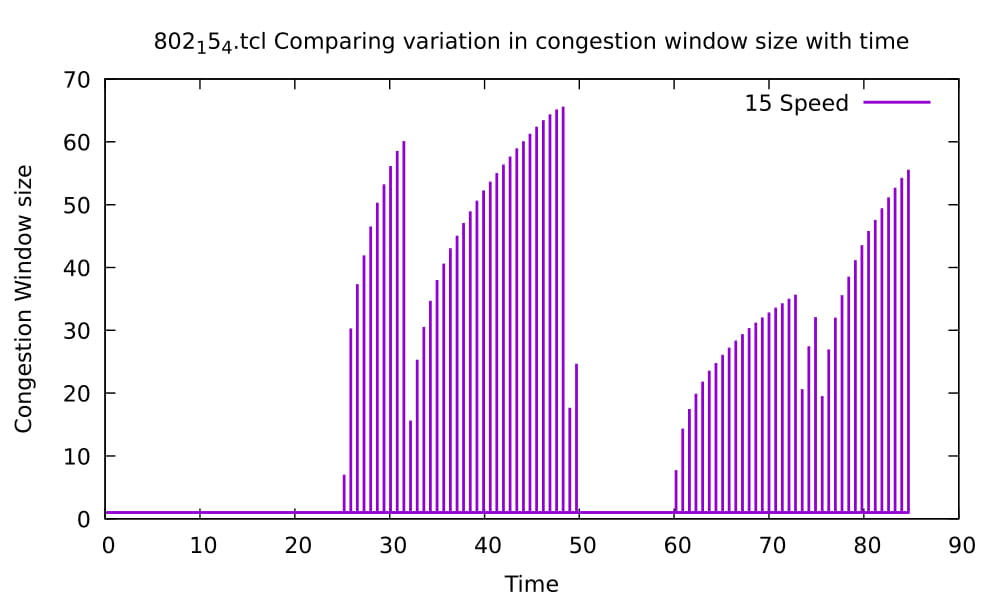 802₁5₄.tcl Comparing variation in congestion window size with time
15 Speed
Congestion Window size
70
60
50
40
30
20
10
0
0 10 20 30 40 50 60 70 80 90
Time